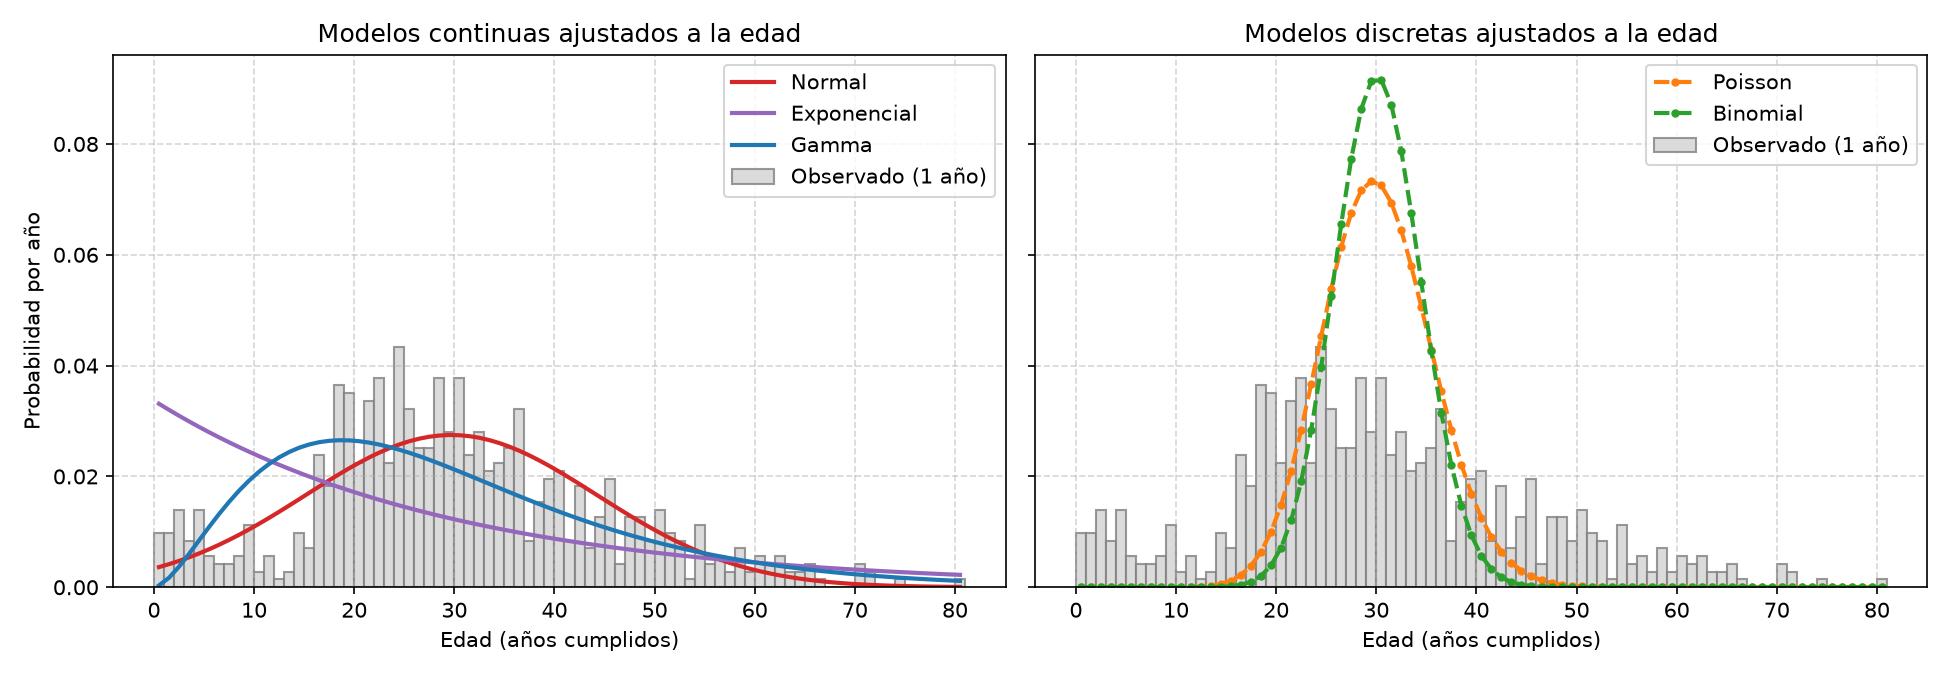 Modelos continuas ajustados a la edad
Normal
Exponencial
Gamma
Observado (1 año)
Probabilidad por año
0.08
0.06
0.04
0.02
0.00
0 10 20 30 40 50 60 70 80
Edad (años cumplidos)
Modelos discretas ajustados a la edad
Poisson
Binomial
Observado (1 año)
0 10 20 30 40 50 60 70 80
Edad (años cumplidos)